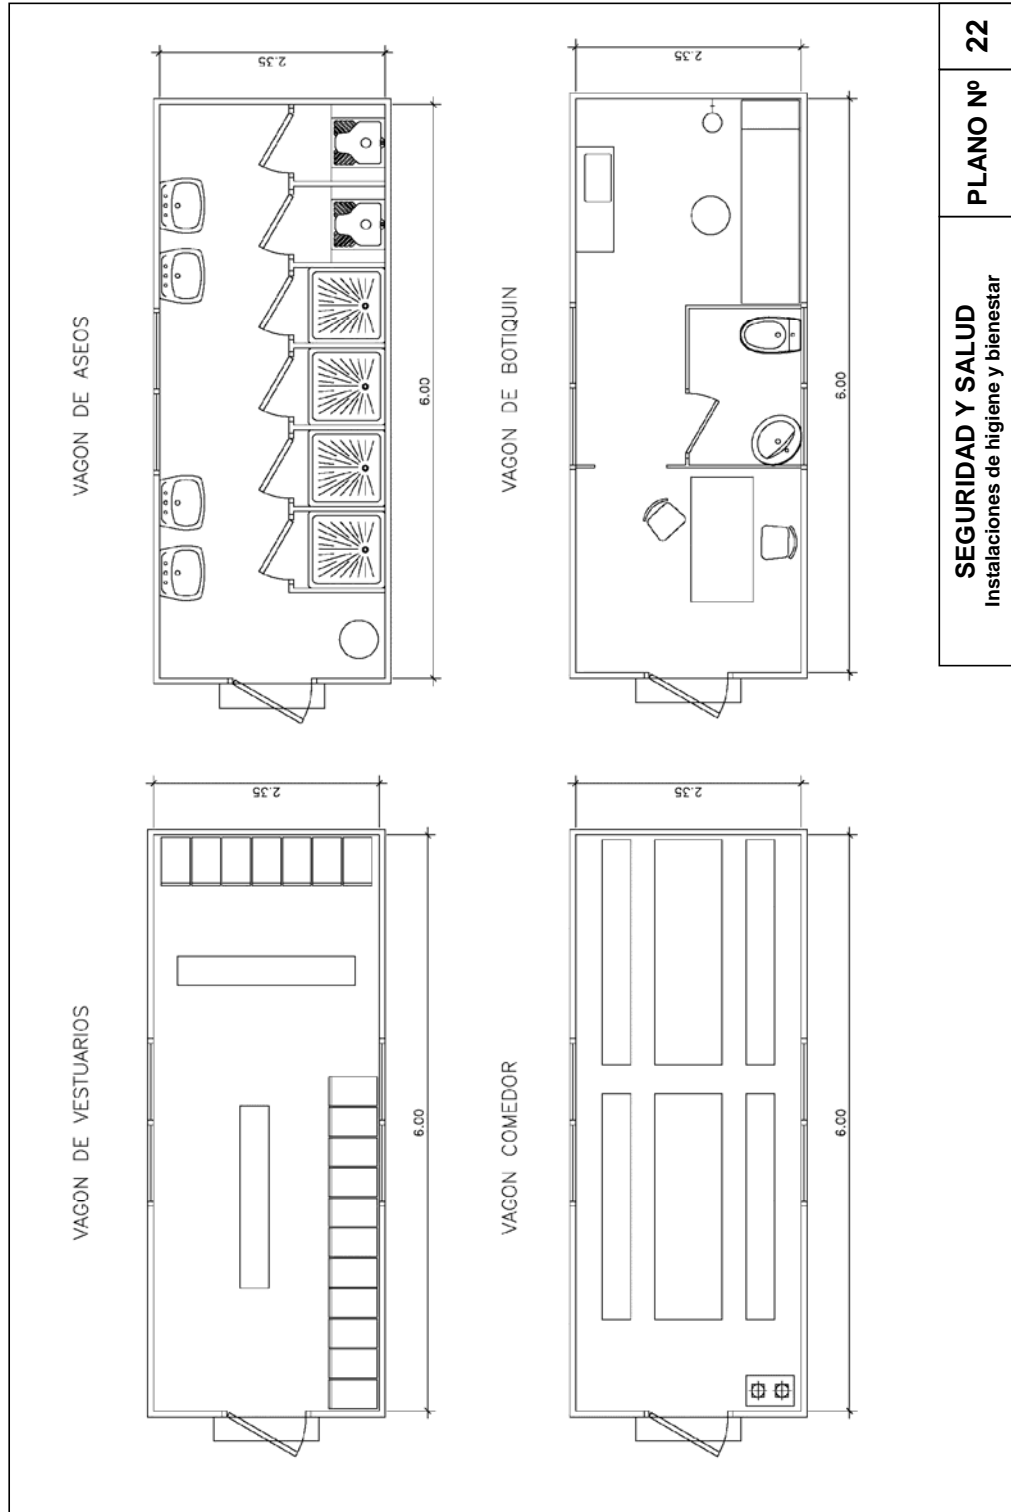 VAGON DE ASEOS
2.35
6.00
VAGON DE BOTIQUIN
2.35
6.00
VAGON DE VESTUARIOS
2.35
6.00
VAGON COMEDOR
2.35
6.00
SEGURIDAD Y SALUD
Instalaciones de higiene y bienestar
PLANO Nº
22